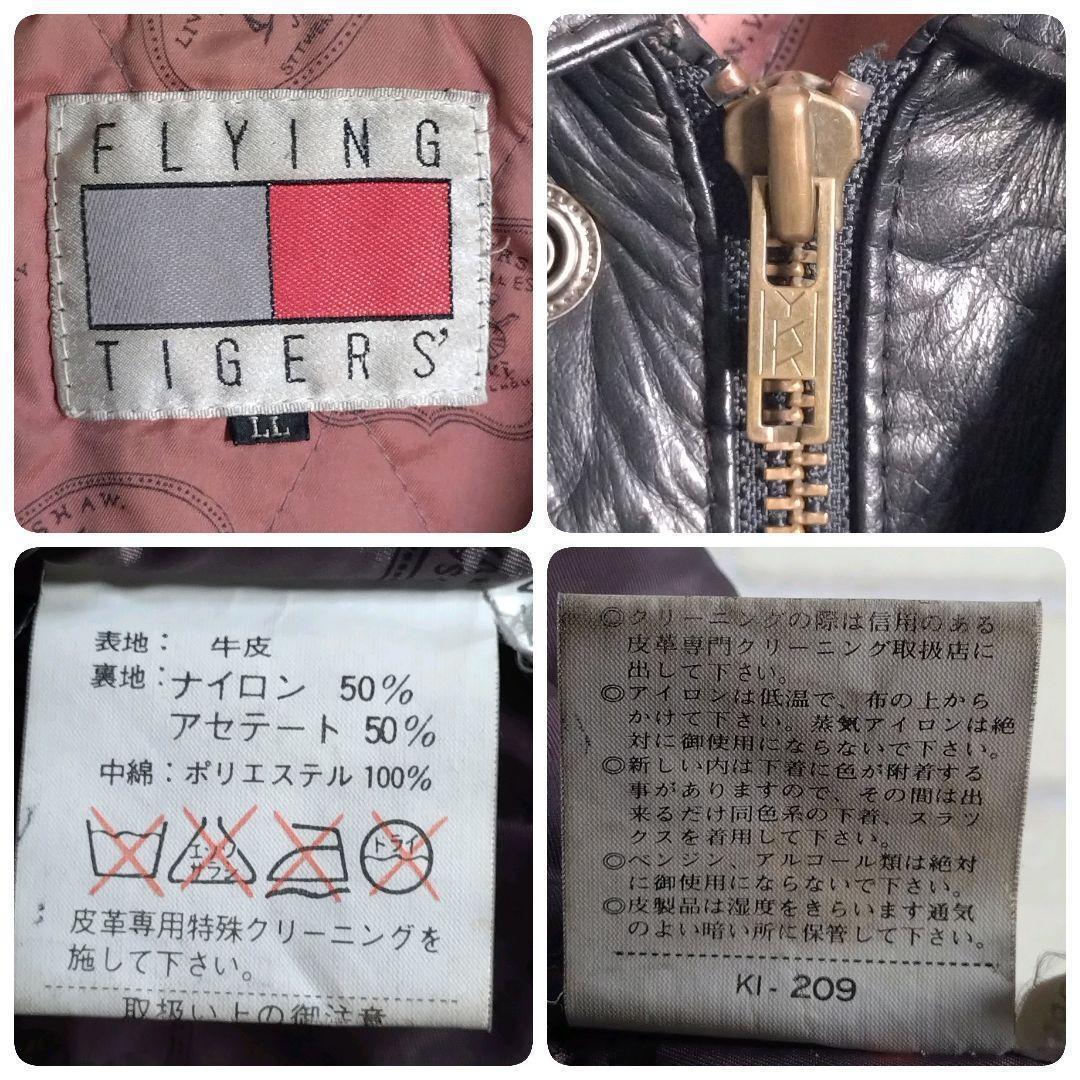 FLYING
TIGERS'
LL
YKK
表地: 牛皮
裏地:ナイロン 50%
アセテート 50%
中綿:ポリエステル 100%
エンソ
サラシ
ドライ
皮革専用特殊クリーニングを
施して下さい。
取扱い上の御注意
◎クリーニングの際は信用のある
皮革専門クリーニング取扱店に
出して下さい。
◎アイロンは低温で、布の上から
かけて下さい。蒸気アイロンは絶
対に御使用にならないで下さい。
◎新しい内は下着に色が附着する
事がありますので、その間は出
来るだけ同色系の下着、スラッ
クスを着用して下さい。
◎ベンジン、アルコール類は絶対
に御使用にならないで下さい。
◎皮製品は湿度をきらいます通気
のよい暗い所に保管して下さい。
KI-209